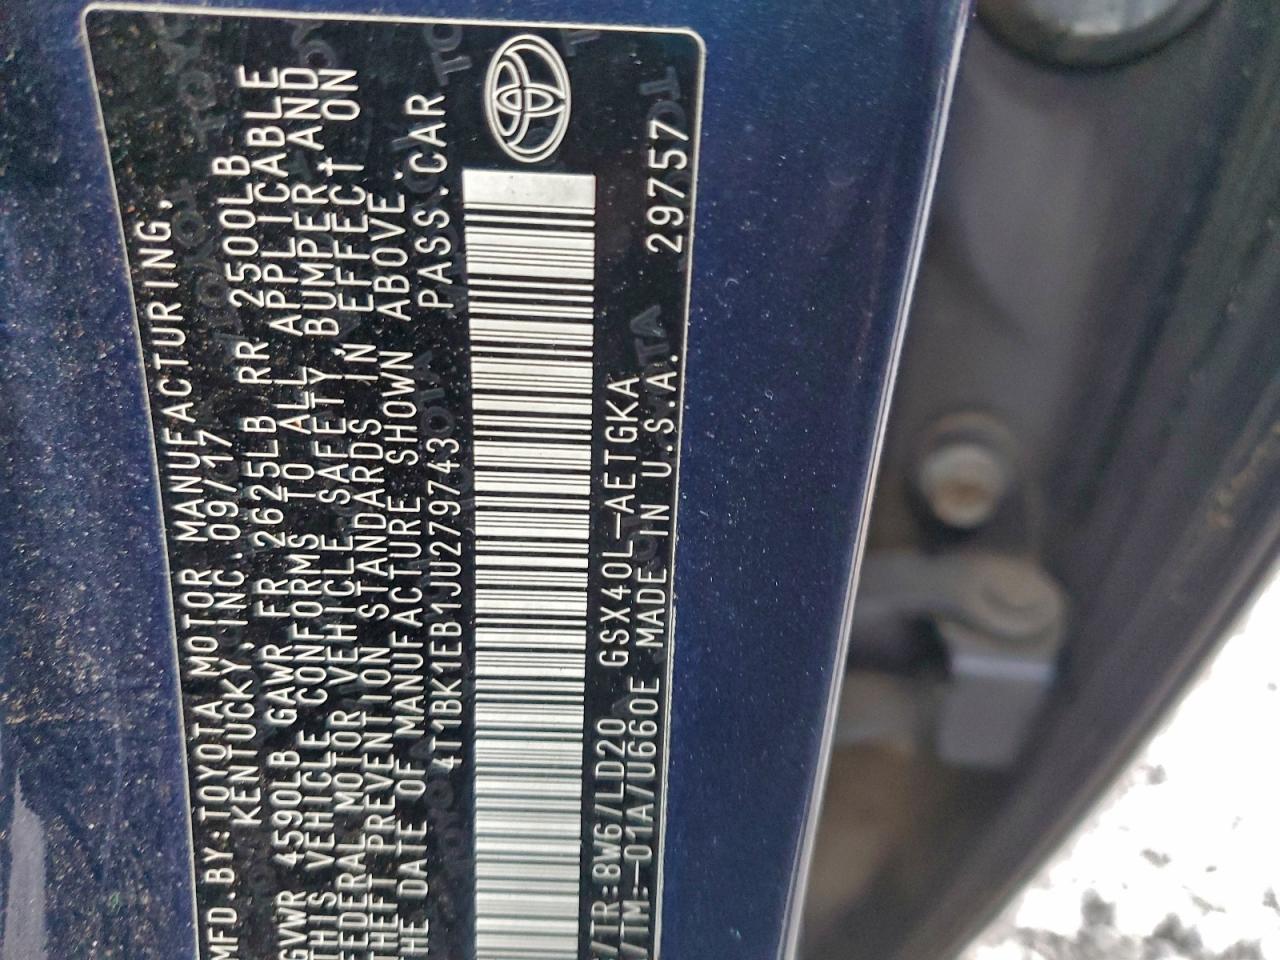 MFD.BY:TOYOTA MOTOR MANUFACTURING,
KENTUCKY, INC. 09/17
GVWR 4590LB GAWR FR 2625LB RR 2500LB
THIS VEHICLE CONFORMS TO ALL APPLICABLE
FEDERAL MOTOR VEHICLE SAFETY, BUMPER, AND
THEFT PREVENTION STANDARDS IN EFFECT ON
THE DATE OF MANUFACTURE SHOWN ABOVE.
4T1BK1EB1JU279743 PASS.CAR
/TR:8W6/LD20 GSX40L-AETGKA
/TM:-01A/U660E MADE IN U.S.A. 29757